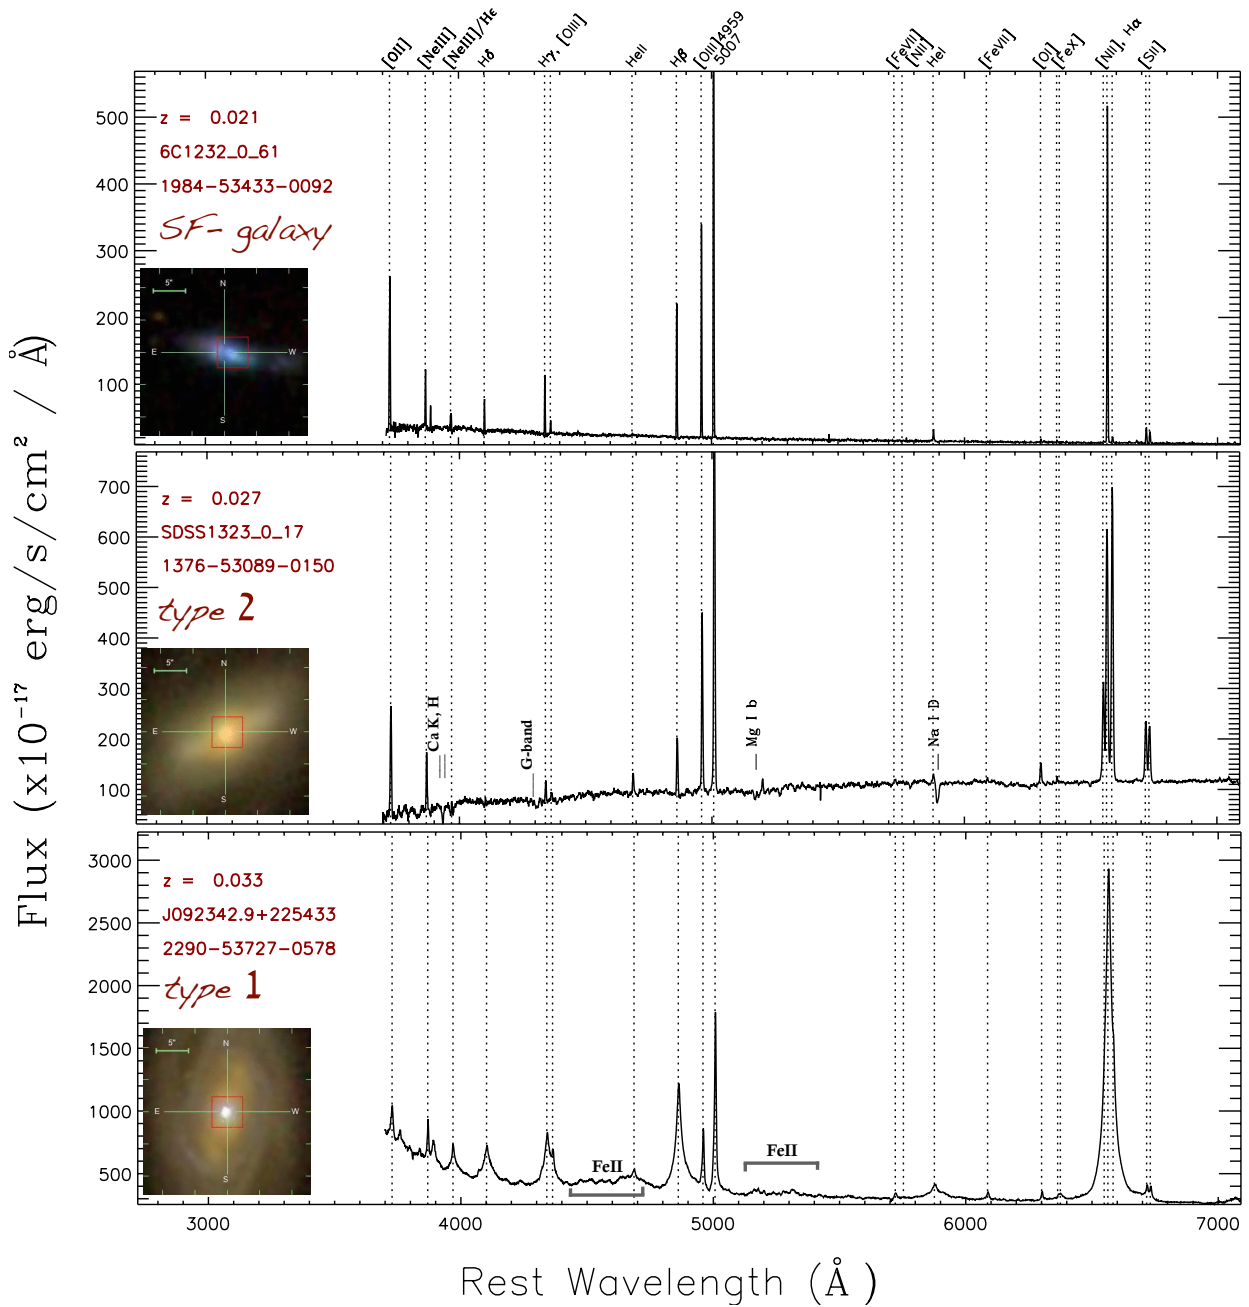 [OII]
[NeIII]
[NeIII]/Hε
Hδ
Hγ, [OIII]
HeII
Hβ
[OIII]4959
5007
[FeVII]
[NII]
HeI
[FeVII]
[OI]
[FeX]
[NII], Hα
[SII]
500
400
300
200
100
z = 0.021
6C1232_0_61
1984-53433-0092
SF- galaxy
5"
N
E
W
S
700
600
500
400
300
200
100
z = 0.027
SDSS1323_0_17
1376-53089-0150
type 2
5"
N
E
W
S
Ca K, H
G-band
Mg I b
Na I D
3000
2500
2000
1500
1000
500
z = 0.033
J092342.9+225433
2290-53727-0578
type 1
5"
N
E
W
S
FeII
FeII
3000 4000 5000 6000 7000
Rest Wavelength (Å)
Flux (x10⁻¹⁷ erg/s/cm² / Å)